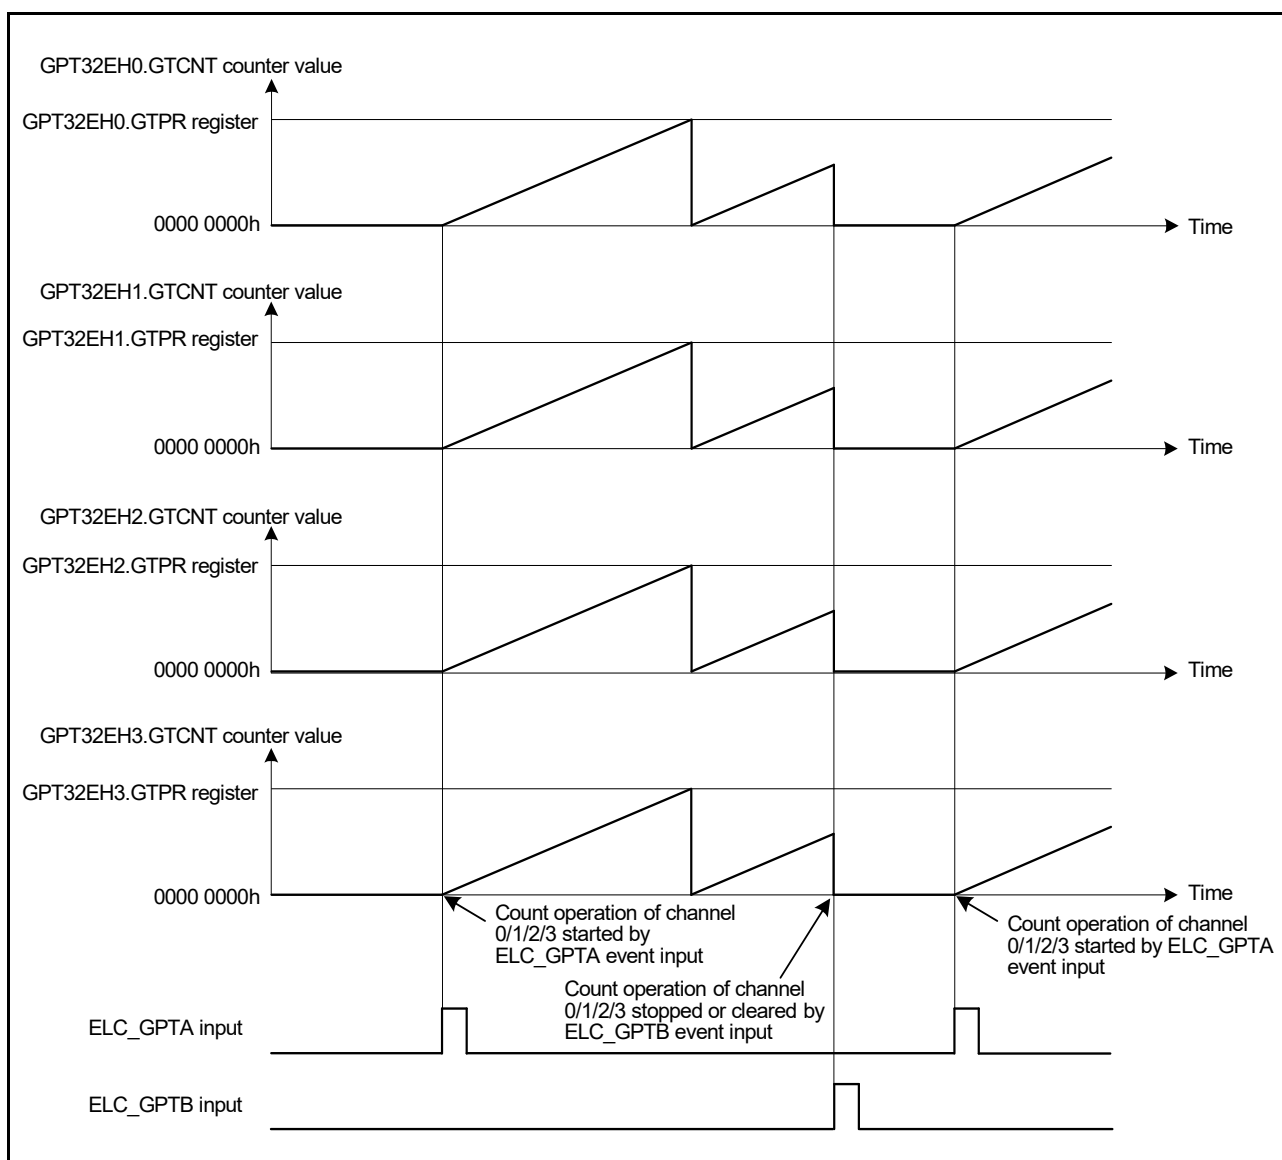 GPT32EH0.GTCNT counter value
GPT32EH0.GTPR register
0000 0000h
Time
GPT32EH1.GTCNT counter value
GPT32EH1.GTPR register
0000 0000h
Time
GPT32EH2.GTCNT counter value
GPT32EH2.GTPR register
0000 0000h
Time
GPT32EH3.GTCNT counter value
GPT32EH3.GTPR register
0000 0000h
Time
Count operation of channel
0/1/2/3 started by
ELC_GPTA event input
Count operation of channel
0/1/2/3 stopped or cleared by
ELC_GPTB event input
Count operation of channel
0/1/2/3 started by ELC_GPTA
event input
ELC_GPTA input
ELC_GPTB input